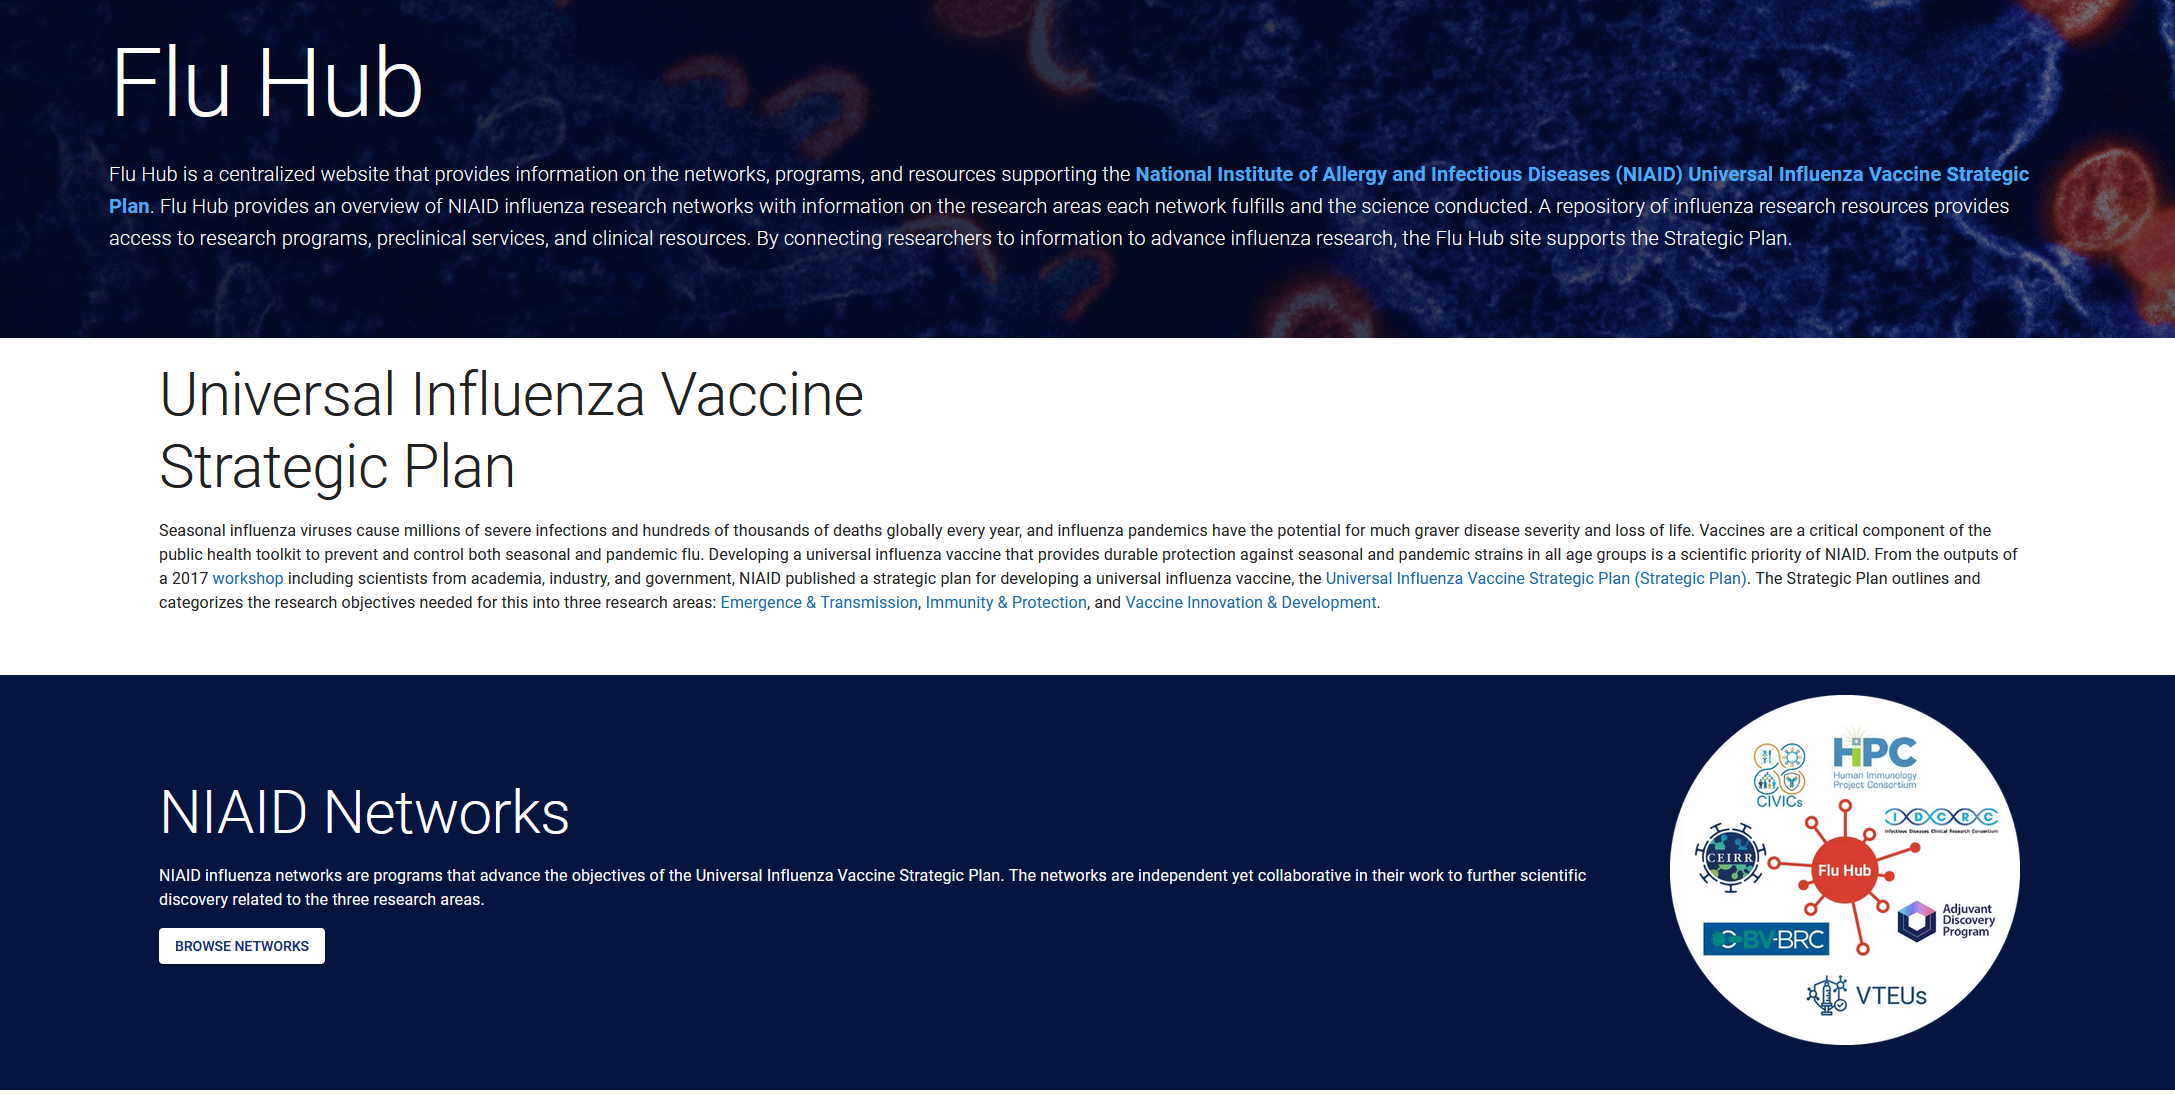 Flu Hub
Flu Hub is a centralized website that provides information on the networks, programs, and resources supporting the National Institute of Allergy and Infectious Diseases (NIAID) Universal Influenza Vaccine Strategic
Plan. Flu Hub provides an overview of NIAID influenza research networks with information on the research areas each network fulfills and the science conducted. A repository of influenza research resources provides
access to research programs, preclinical services, and clinical resources. By connecting researchers to information to advance influenza research, the Flu Hub site supports the Strategic Plan.
Universal Influenza Vaccine
Strategic Plan
Seasonal influenza viruses cause millions of severe infections and hundreds of thousands of deaths globally every year, and influenza pandemics have the potential for much graver disease severity and loss of life. Vaccines are a critical component of the
public health toolkit to prevent and control both seasonal and pandemic flu. Developing a universal influenza vaccine that provides durable protection against seasonal and pandemic strains in all age groups is a scientific priority of NIAID. From the outputs of
a 2017 workshop including scientists from academia, industry, and government, NIAID published a strategic plan for developing a universal influenza vaccine, the Universal Influenza Vaccine Strategic Plan (Strategic Plan). The Strategic Plan outlines and
categorizes the research objectives needed for this into three research areas: Emergence & Transmission, Immunity & Protection, and Vaccine Innovation & Development.
NIAID Networks
NIAID influenza networks are programs that advance the objectives of the Universal Influenza Vaccine Strategic Plan. The networks are independent yet collaborative in their work to further scientific
discovery related to the three research areas.
BROWSE NETWORKS
CIVICs
HIPC
Human Immunology
Project Consortium
IDCRC
Infectious Diseases Clinical Research Consortium
CEIRR
Flu Hub
Adjuvant
Discovery
Program
BV-BRC
VTEUs